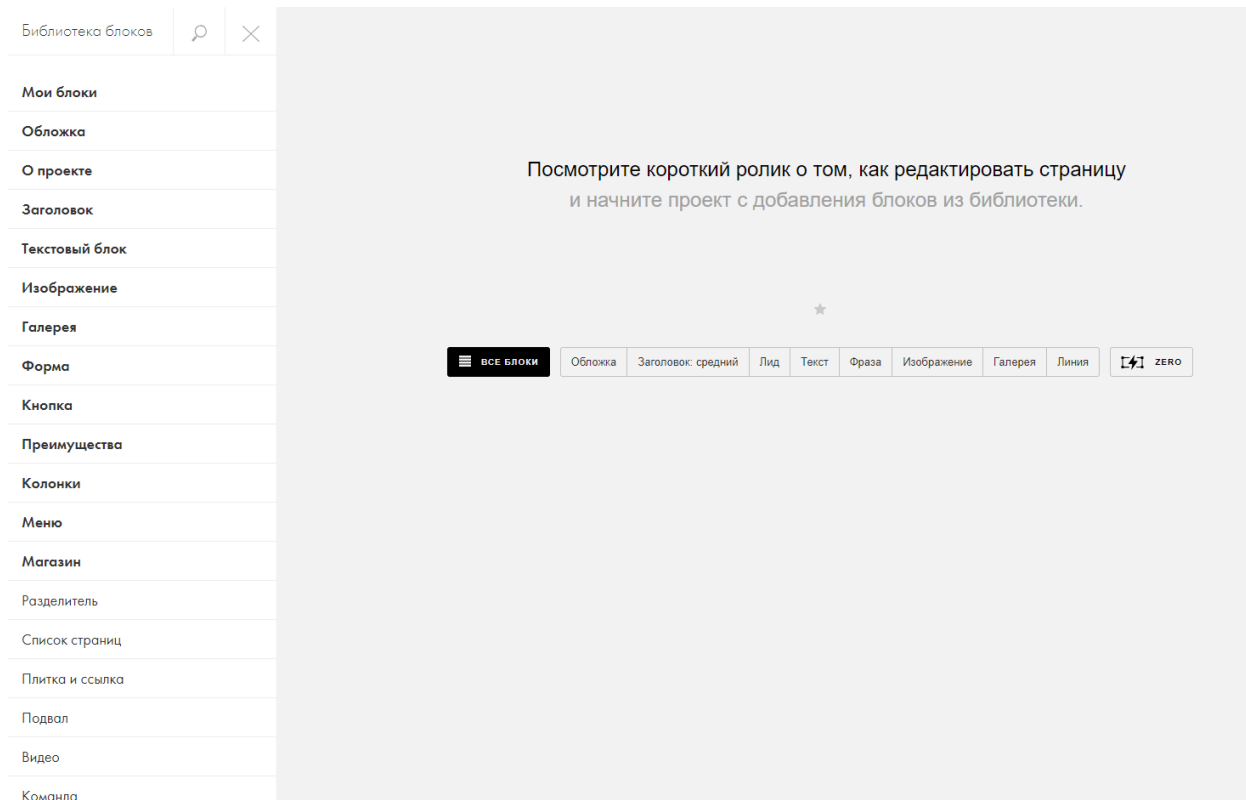 Библиотека блоков
Мои блоки
Обложка
О проекте
Заголовок
Текстовый блок
Изображение
Галерея
Форма
Кнопка
Преимущества
Колонки
Меню
Магазин
Разделитель
Список страниц
Плитка и ссылка
Подвал
Видео
Команда
Посмотрите короткий ролик о том, как редактировать страницу
и начните проект с добавления блоков из библиотеки.
ВСЕ БЛОКИ Обложка Заголовок: средний Лид Текст Фраза Изображение Галерея Линия ZERO